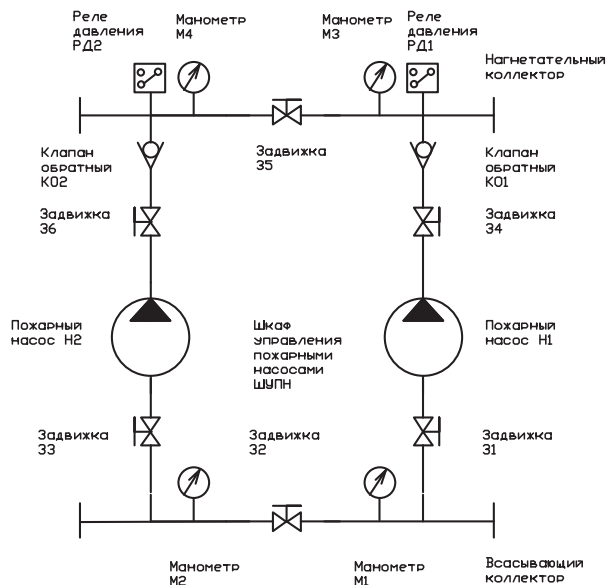 Реле
давления
РД2
Манометр
М4
Манометр
М3
Реле
давления
РД1
Нагнетательный
коллектор
Клапан
обратный
КО2
Задвижка
З5
Клапан
обратный
КО1
Задвижка
З6
Задвижка
З4
Пожарный
насос Н2
Шкаф
управления
пожарными
насосами
ШУПН
Пожарный
насос Н1
Задвижка
З3
Задвижка
З2
Задвижка
З1
Манометр
М2
Манометр
М1
Всасывающий
коллектор